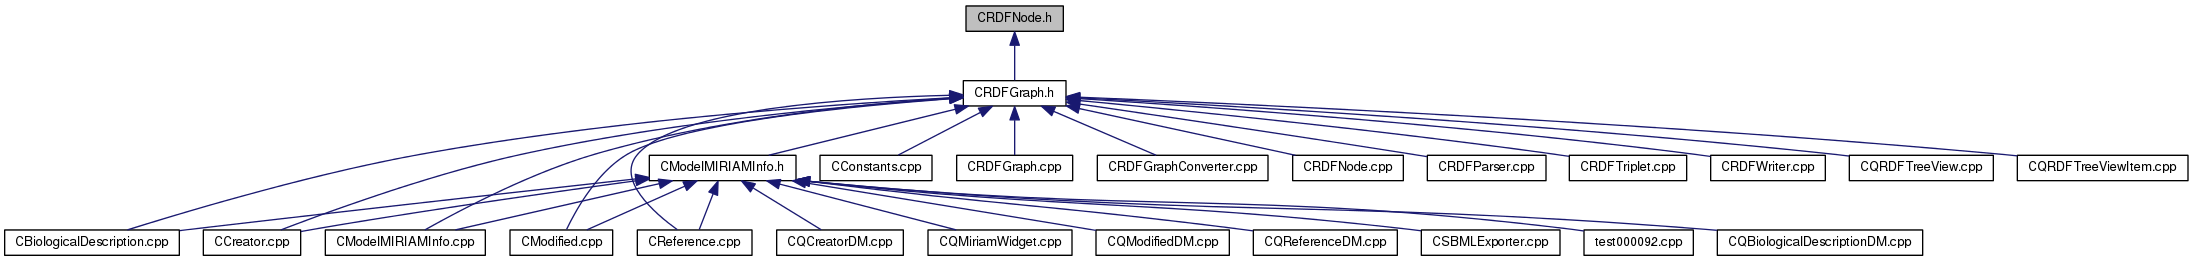 CRDFNode.h
CRDFGraph.h
CModelMIRIAMInfo.h
CConstants.cpp
CRDFGraph.cpp
CRDFGraphConverter.cpp
CRDFNode.cpp
CRDFParser.cpp
CRDFTriplet.cpp
CRDFWriter.cpp
CQRDFTreeView.cpp
CQRDFTreeViewItem.cpp
CBiologicalDescription.cpp
CCreator.cpp
CModelMIRIAMInfo.cpp
CModified.cpp
CReference.cpp
CQCreatorDM.cpp
CQMiriamWidget.cpp
CQModifiedDM.cpp
CQReferenceDM.cpp
CSBMLExporter.cpp
test000092.cpp
CQBiologicalDescriptionDM.cpp